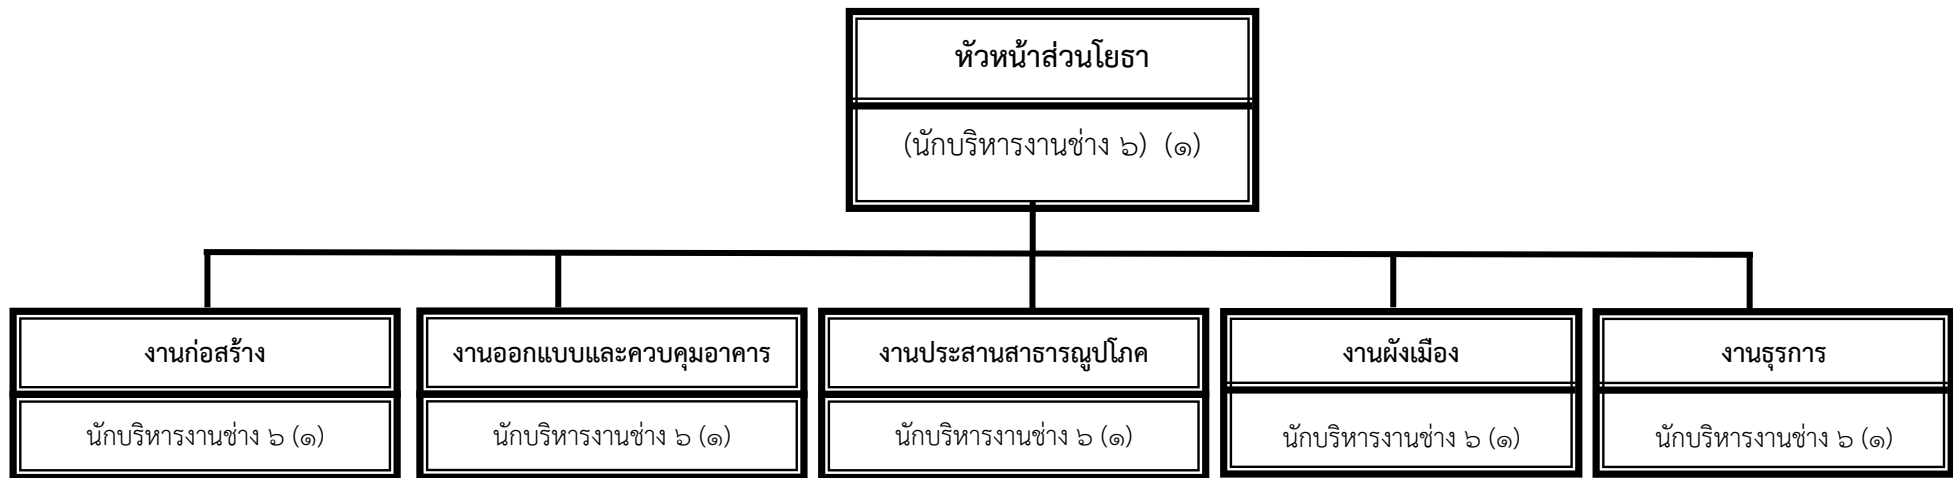 หัวหน้าส่วนโยธา
(นักบริหารงานช่าง ๖) (๑)
งานก่อสร้าง
นักบริหารงานช่าง ๖ (๑)
งานออกแบบและควบคุมอาคาร
นักบริหารงานช่าง ๖ (๑)
งานประสานสาธารณูปโภค
นักบริหารงานช่าง ๖ (๑)
งานผังเมือง
นักบริหารงานช่าง ๖ (๑)
งานธุรการ
นักบริหารงานช่าง ๖ (๑)